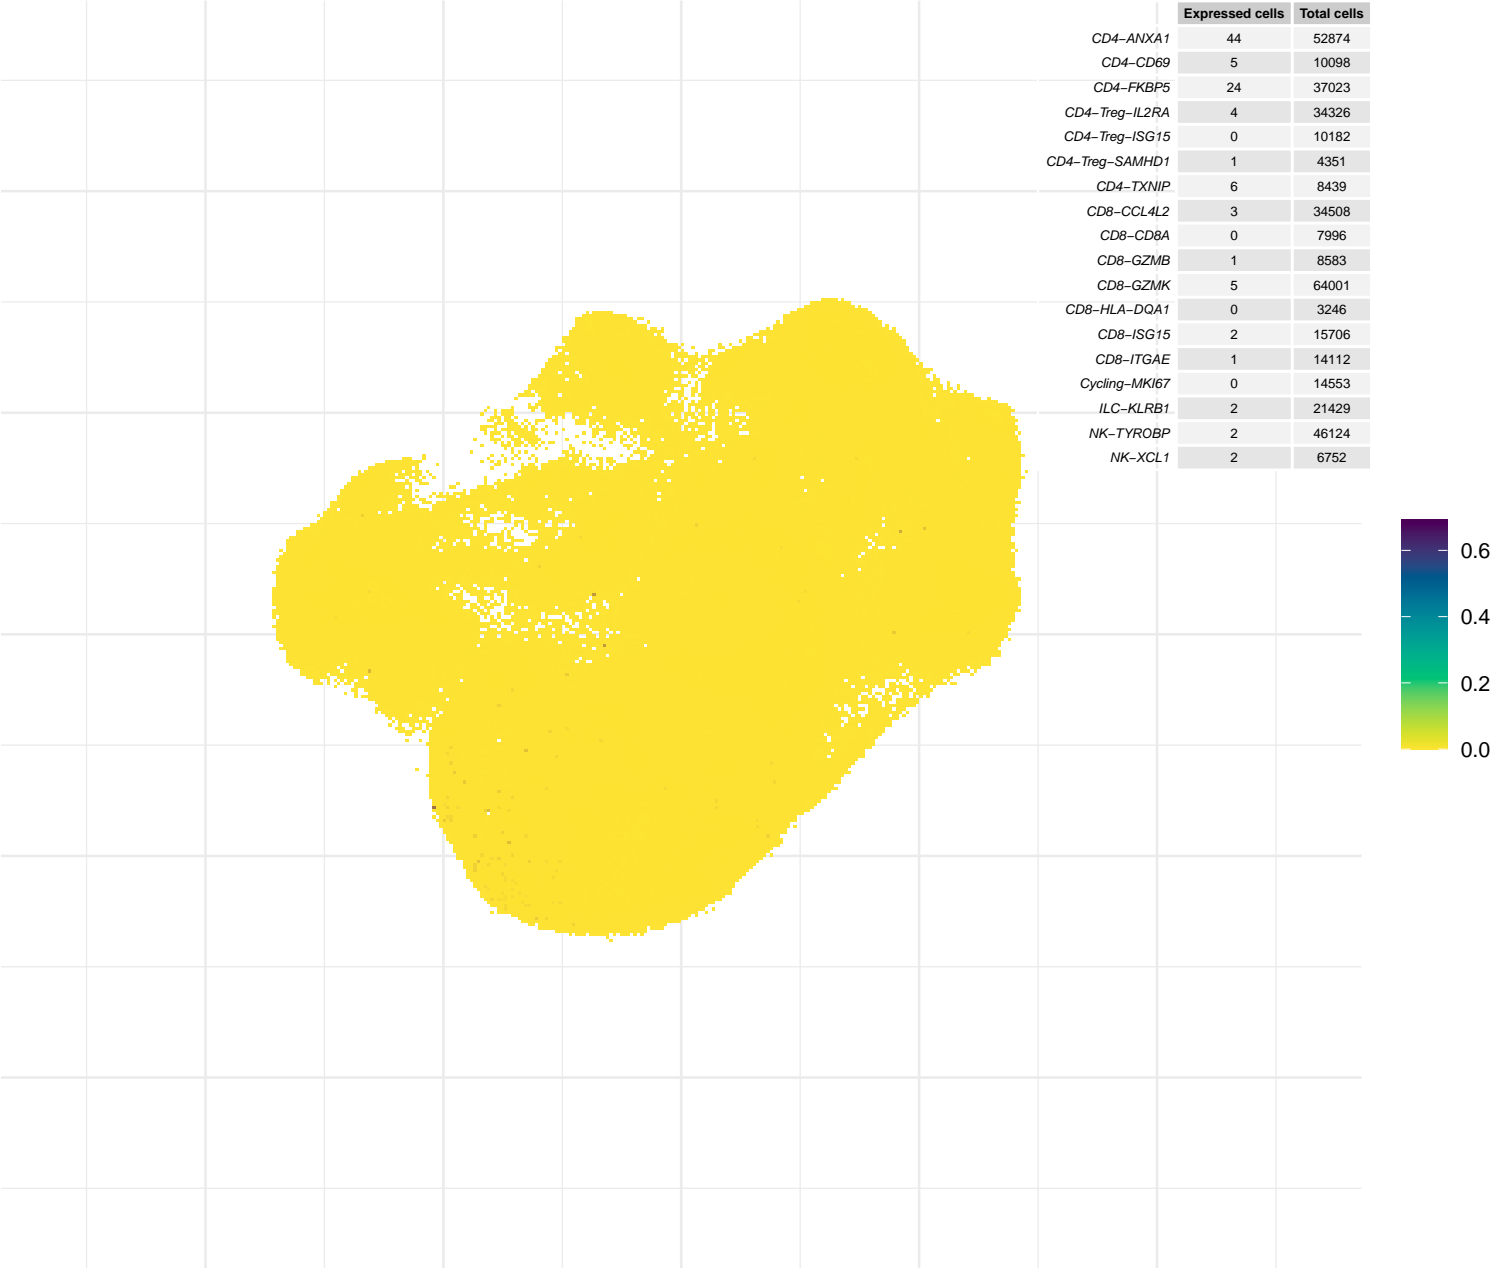 Expressed cells Total cells
CD4−ANXA1 44 52874
CD4−CD69 5 10098
CD4−FKBP5 24 37023
CD4−Treg−IL2RA 4 34326
CD4−Treg−ISG15 0 10182
CD4−Treg−SAMHD1 1 4351
CD4−TXNIP 6 8439
CD8−CCL4L2 3 34508
CD8−CD8A 0 7996
CD8−GZMB 1 8583
CD8−GZMK 5 64001
CD8−HLA−DQA1 0 3246
CD8−ISG15 2 15706
CD8−ITGAE 1 14112
Cycling−MKI67 0 14553
ILC−KLRB1 2 21429
NK−TYROBP 2 46124
NK−XCL1 2 6752
0.6
0.4
0.2
0.0